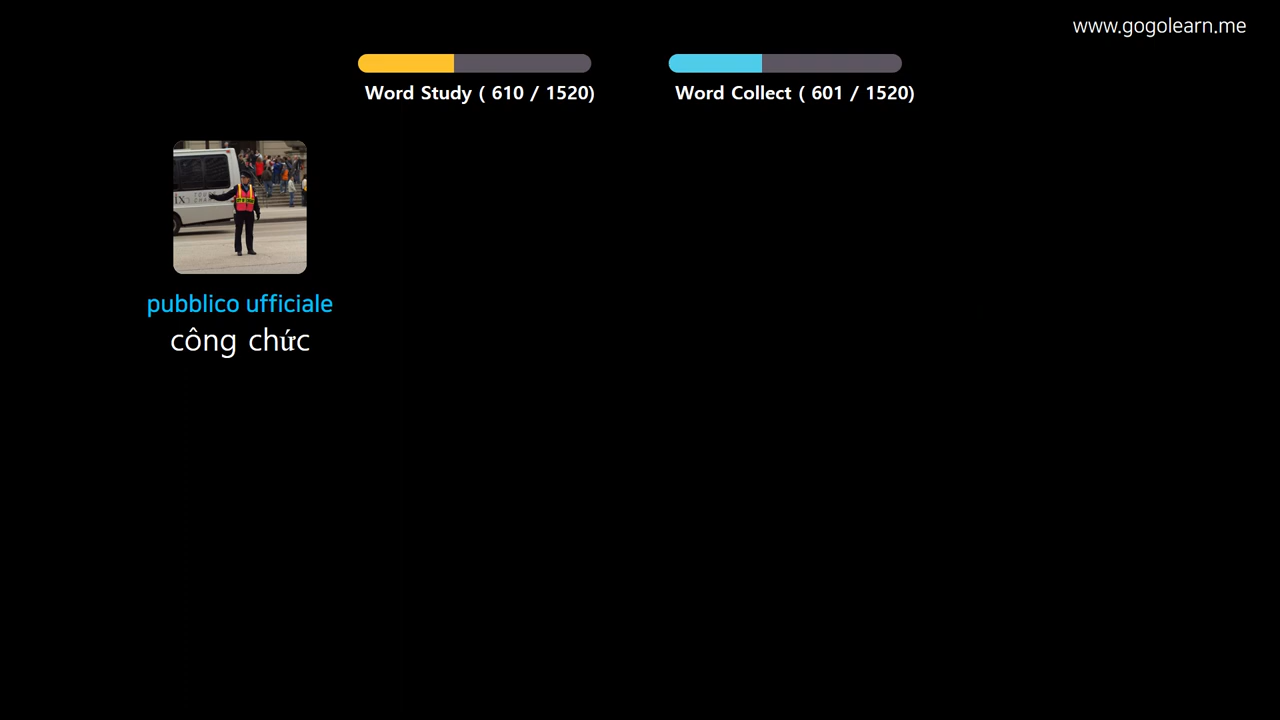 www.gogolearn.me
Word Study ( 610 / 1520)
Word Collect ( 601 / 1520)
pubblico ufficiale
công chức